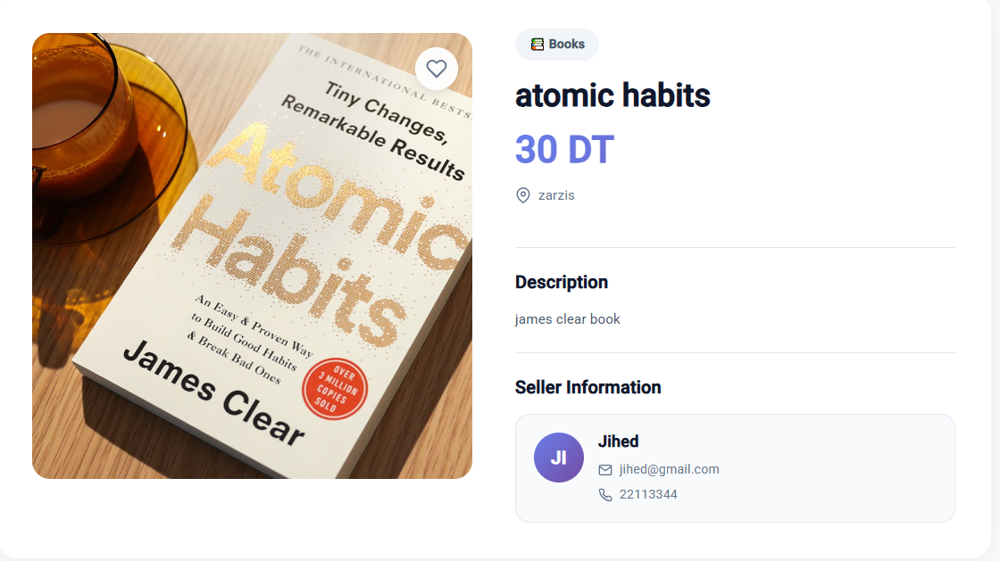 THE INTERNATIONAL BESTS
Tiny Changes,
Remarkable Results
Atomic
Habits
An Easy & Proven Way
to Build Good Habits
& Break Bad Ones
James Clear
OVER
3 MILLION
COPIES
SOLD
Books
atomic habits
30 DT
zarzis
Description
james clear book
Seller Information
JI
Jihed
jihed@gmail.com
22113344